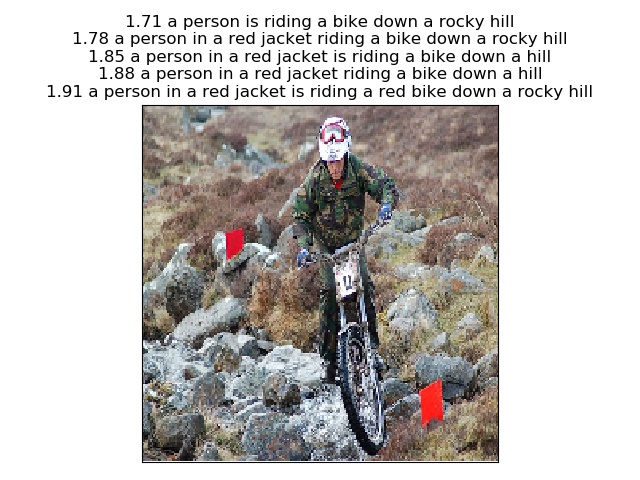 1.71 a person is riding a bike down a rocky hill
1.78 a person in a red jacket riding a bike down a rocky hill
1.85 a person in a red jacket is riding a bike down a hill
1.88 a person in a red jacket riding a bike down a hill
1.91 a person in a red jacket is riding a red bike down a rocky hill